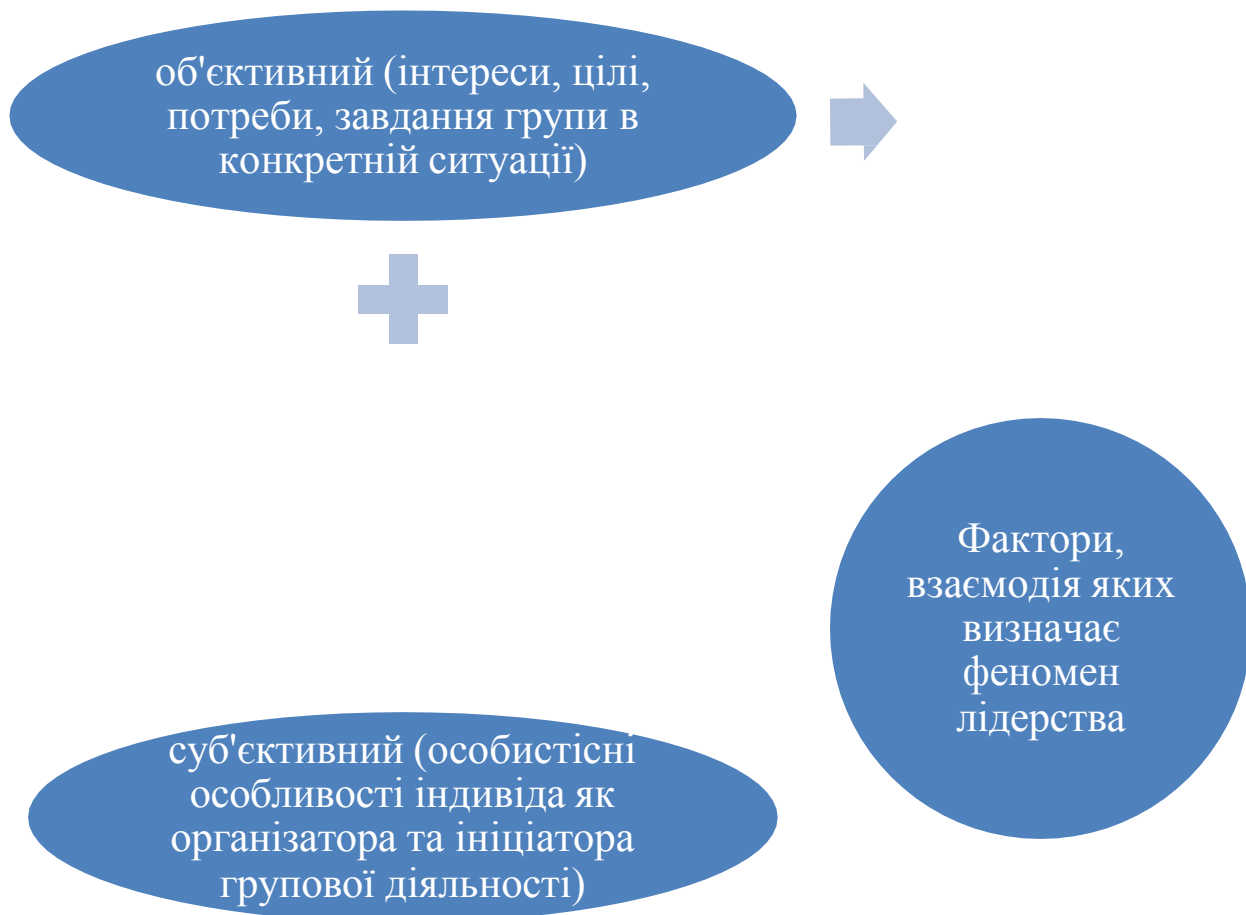 об'єктивний (інтереси, цілі,
потреби, завдання групи в
конкретній ситуації)
Фактори,
взаємодія яких
визначає
феномен
лідерства
суб'єктивний (особистісні
особливості індивіда як
організатора та ініціатора
групової діяльності)